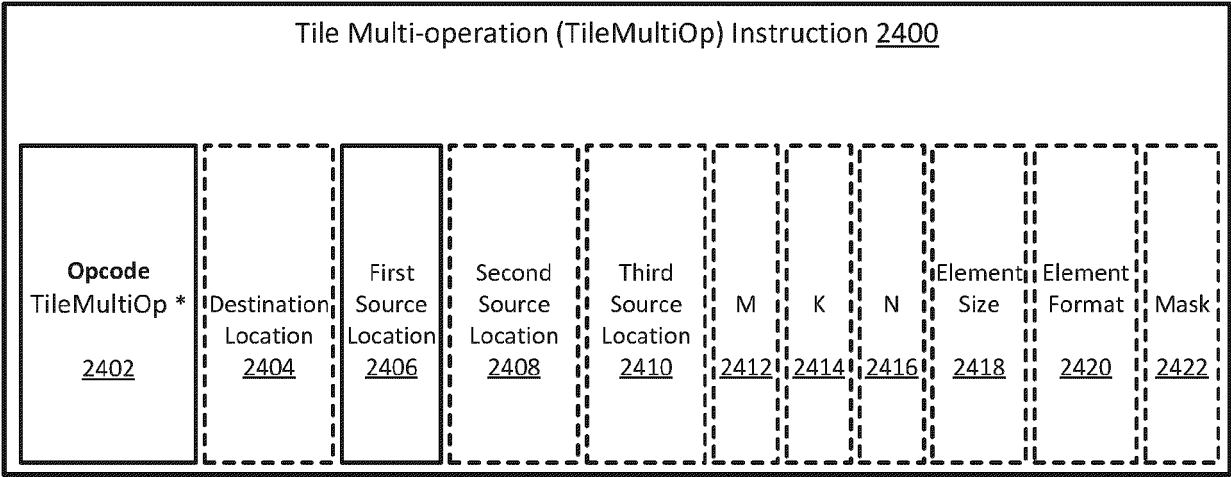 Tile Multi-operation (TileMultiOp) Instruction 2400
Opcode
TileMultiOp *
2402
Destination
Location
2404
First
Source
Location
2406
Second
Source
Location
2408
Third
Source
Location
2410
M
2412
K
2414
N
2416
Element
Size
2418
Element
Format
2420
Mask
2422